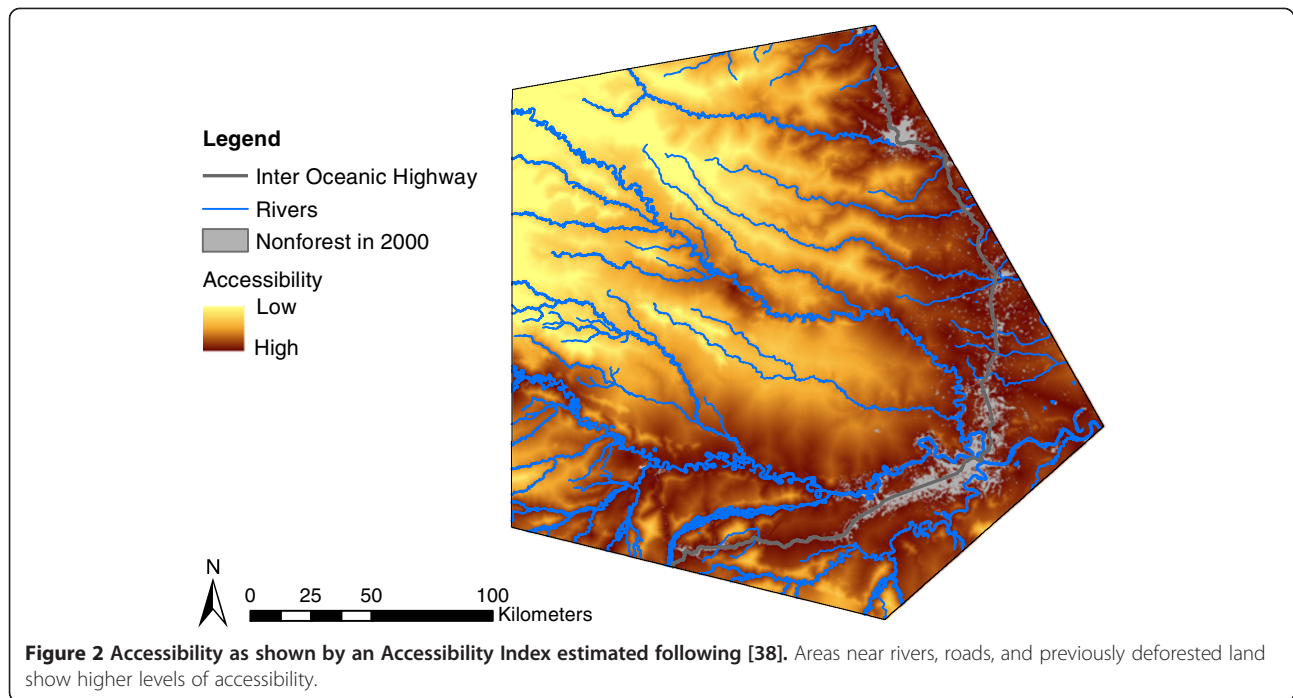 Legend
Inter Oceanic Highway
Rivers
Nonforest in 2000
Accessibility
Low
High
N
0 25 50 100
Kilometers
Figure 2 Accessibility as shown by an Accessibility Index estimated following [38]. Areas near rivers, roads, and previously deforested land
show higher levels of accessibility.